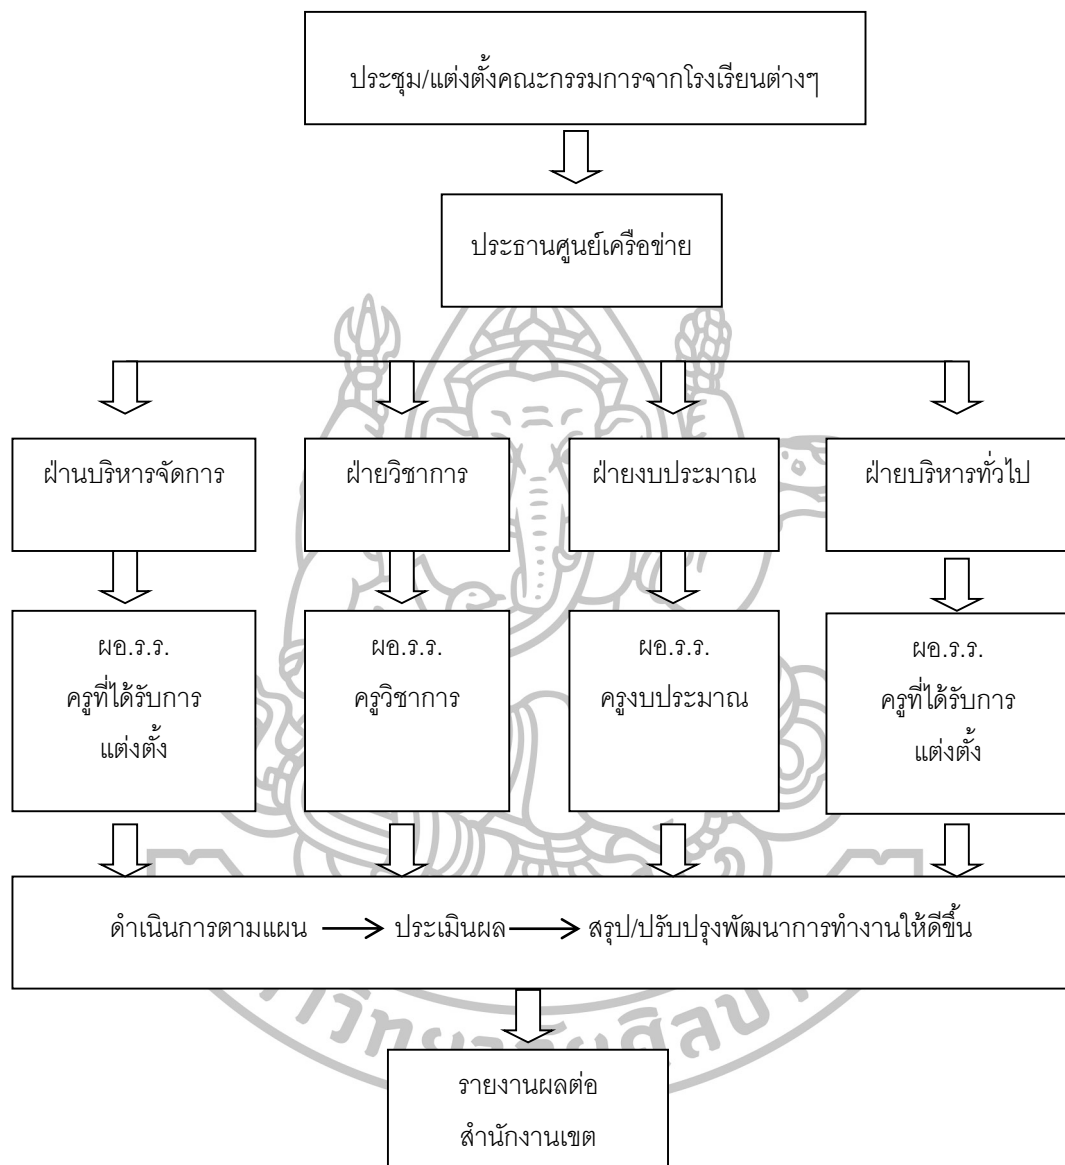 ประชุม/แต่งตั้งคณะกรรมการจากโรงเรียนต่างๆ
ประธานศูนย์เครือข่าย
ฝ่านบริหารจัดการ
ฝ่ายวิชาการ
ฝ่ายงบประมาณ
ฝ่ายบริหารทั่วไป
ผอ.ร.ร.
ครูที่ได้รับการ
แต่งตั้ง
ผอ.ร.ร.
ครูวิชาการ
ผอ.ร.ร.
ครูงบประมาณ
ผอ.ร.ร.
ครูที่ได้รับการ
แต่งตั้ง
ดำเนินการตามแผน ประเมินผล สรุป/ปรับปรุงพัฒนาการทำงานให้ดีขึ้น
รายงานผลต่อ
สำนักงานเขต